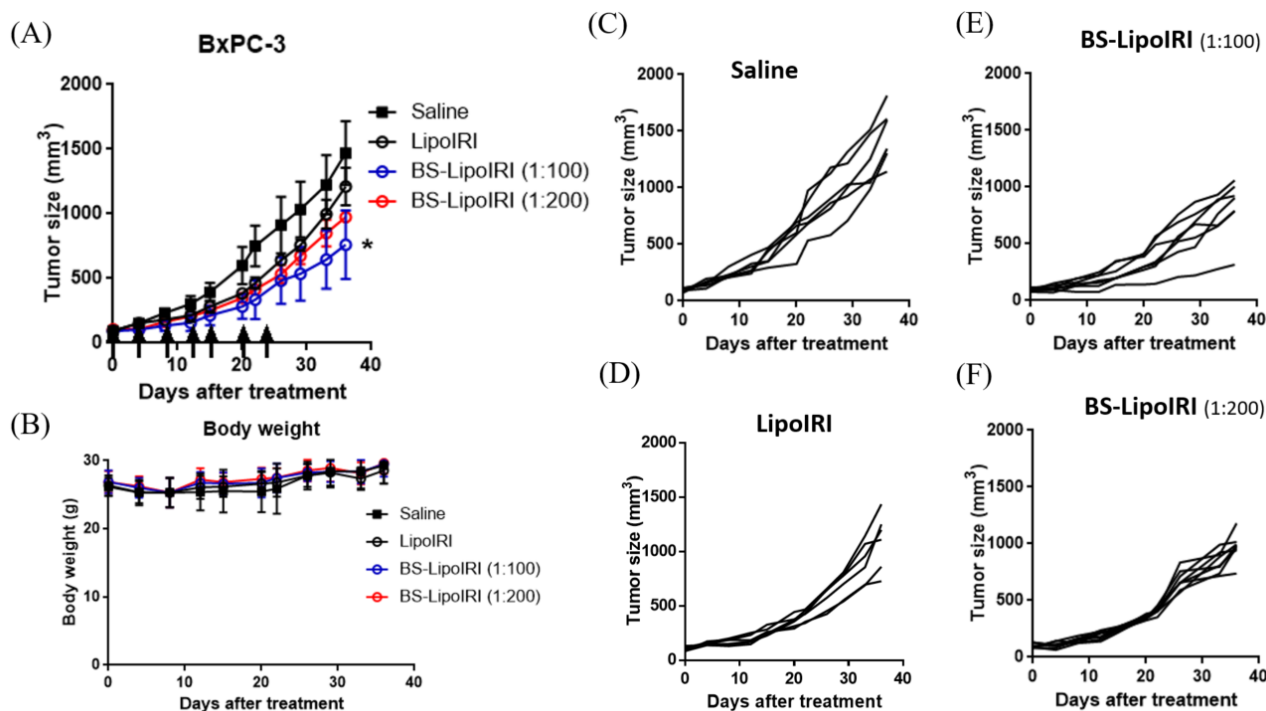 (A)
BxPC-3
Tumor size (mm3)
2000
1500
1000
500
0
0
10
20
30
40
Days after treatment
Saline
LipoIRI
BS-LipoIRI (1:100)
BS-LipoIRI (1:200)
*
(B)
Body weight
Body weight (g)
30
20
10
0
0
10
20
30
40
Days after treatment
Saline
LipoIRI
BS-LipoIRI (1:100)
BS-LipoIRI (1:200)
(C)
Saline
Tumor size (mm3)
2000
1500
1000
500
0
0
10
20
30
40
Days after treatment
(D)
LipoIRI
Tumor size (mm3)
2000
1500
1000
500
0
0
10
20
30
40
Days after treatment
(E)
BS-LipoIRI (1:100)
Tumor size (mm3)
2000
1500
1000
500
0
0
10
20
30
40
Days after treatment
(F)
BS-LipoIRI (1:200)
Tumor size (mm3)
2000
1500
1000
500
0
0
10
20
30
40
Days after treatment